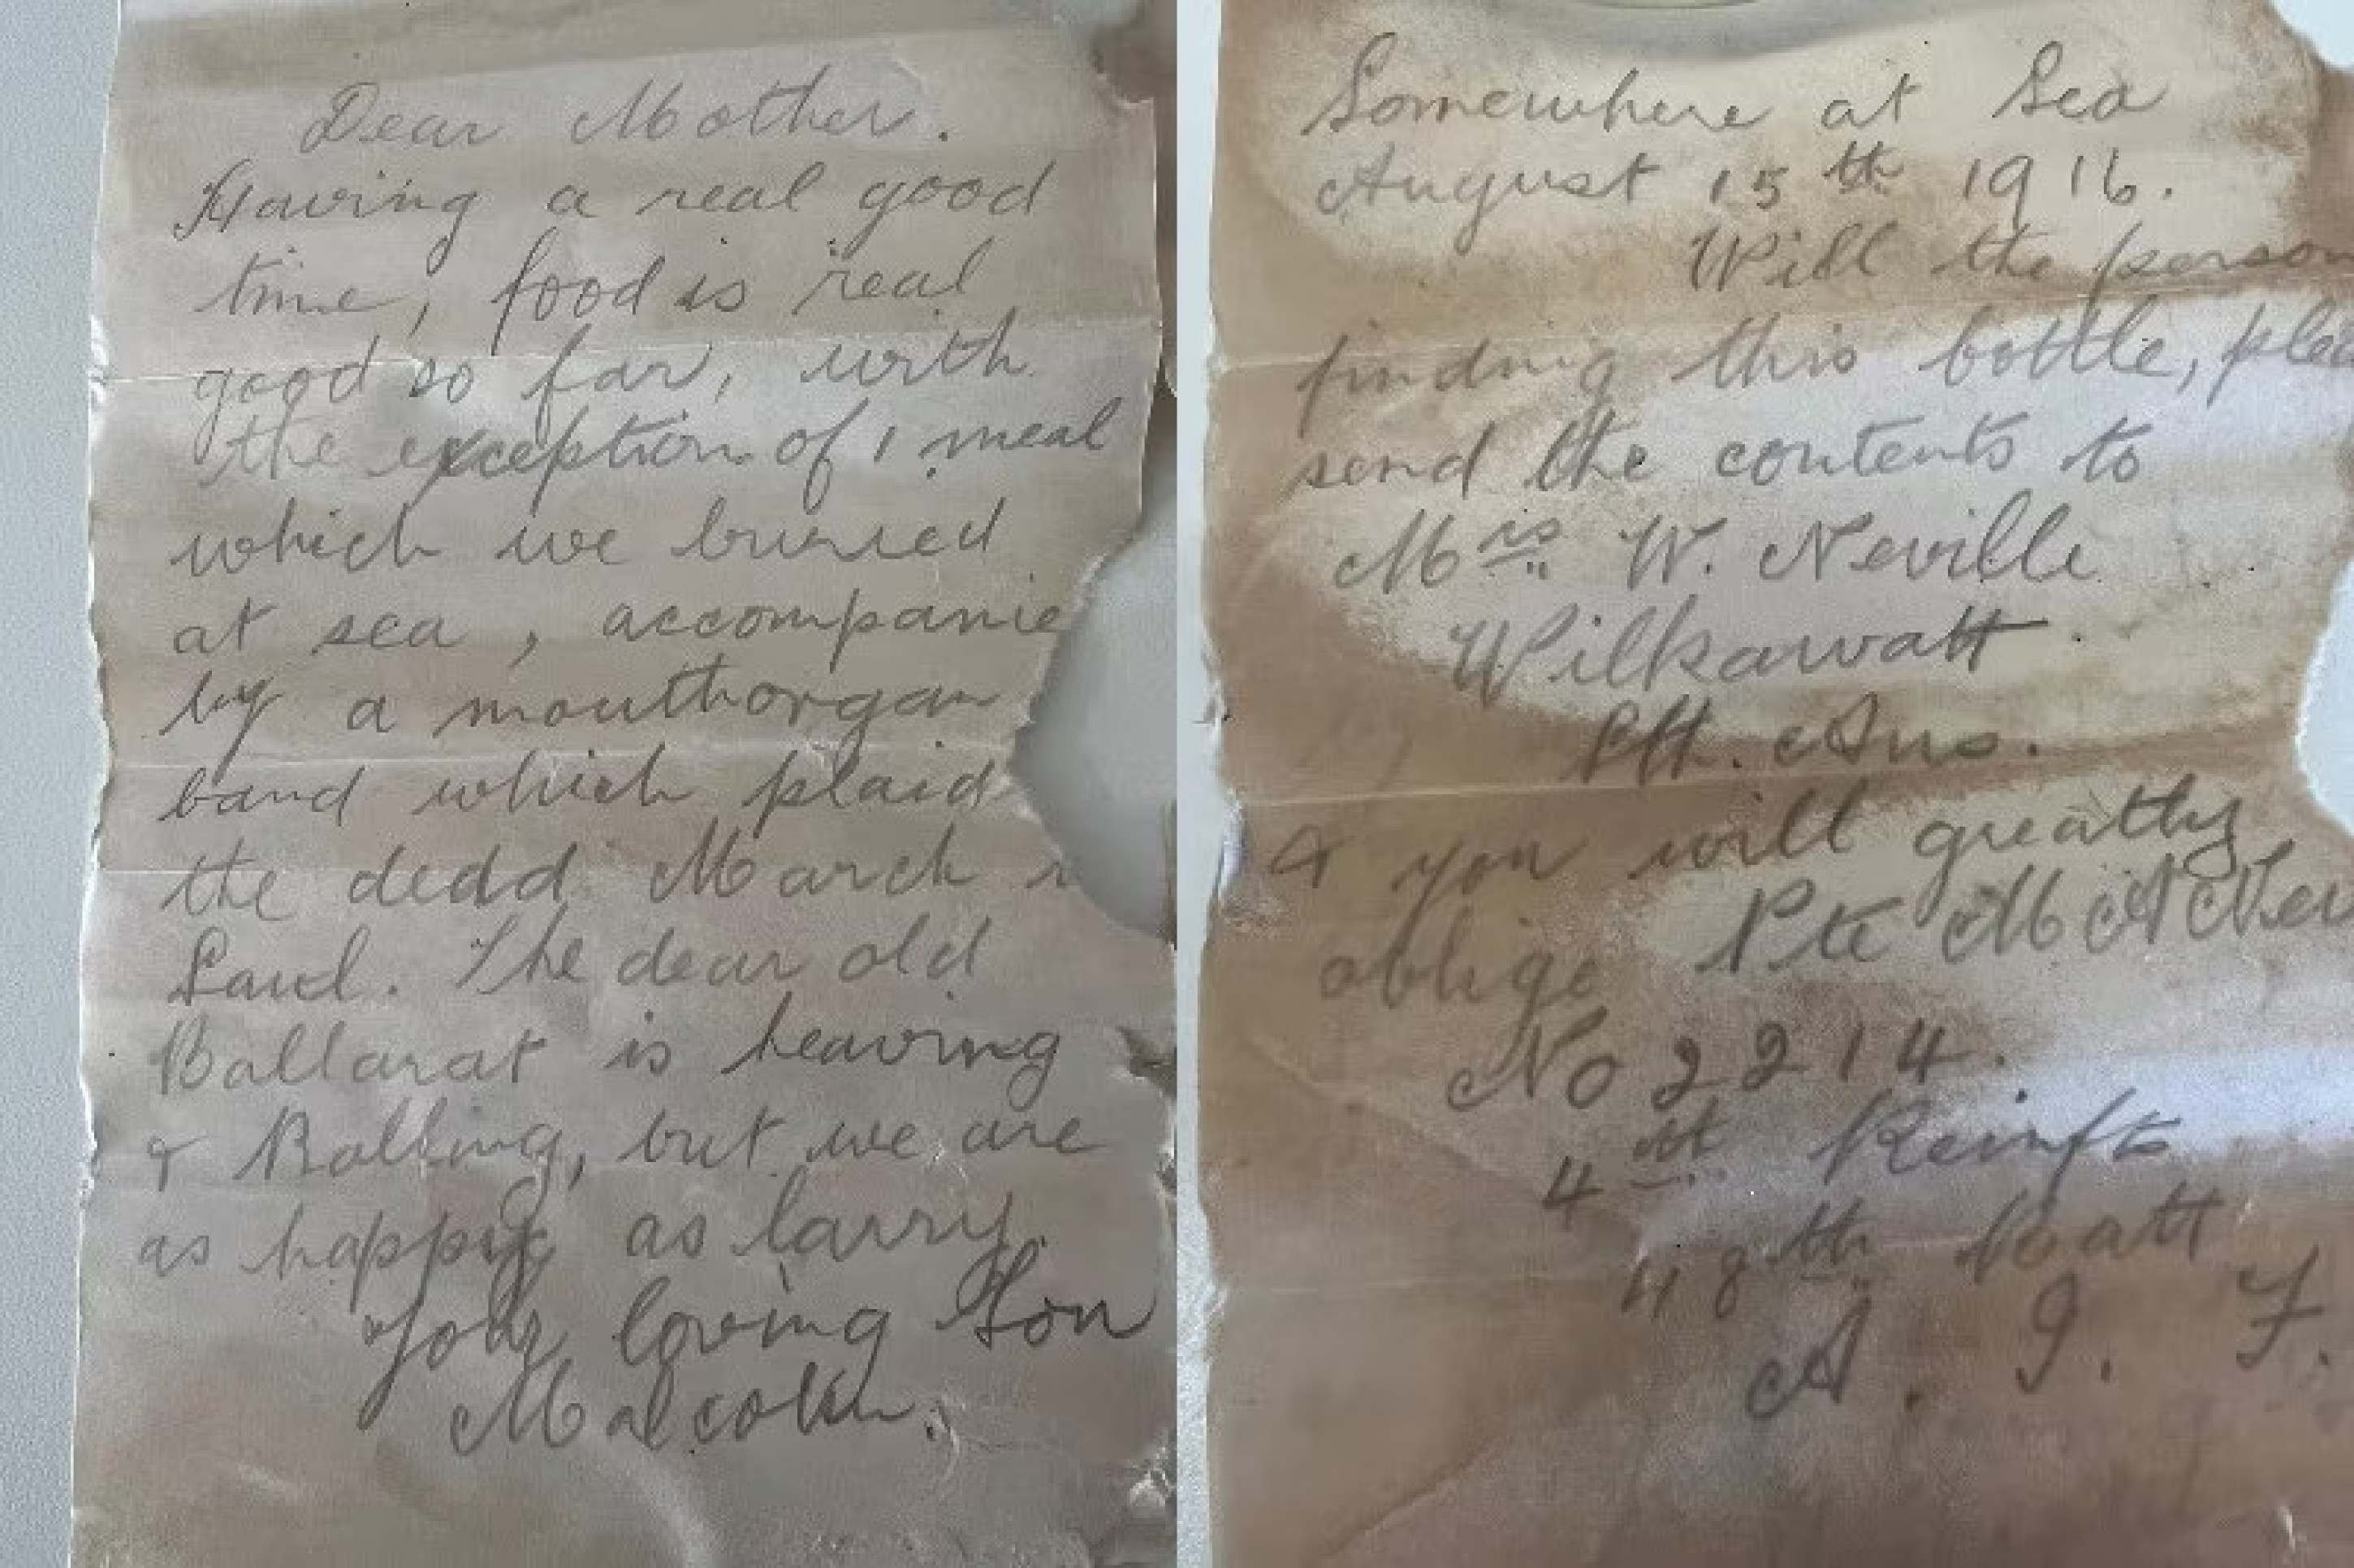 Dear Mother.
Having a real good
time, food is real
good so far, with
the exception of 1 meal
which we buried
at sea, accompanie
by a mouthorgan
band which plaid
the dead March
Saul. The dear old
Ballarat is heaving
& Rolling, but we are
as happy as larry
Your loving Son
Malcolm.
Somewhere at Sea
August 15th 1916.
Will the person
finding this bottle, plea
send the contents to
Mrs W. Neville
Wilkawatt.
Sth. Aus.
& you will greatly
oblige Pte M A Nev
No 2214.
4th Reinfts
48th Batt
A. I. F.